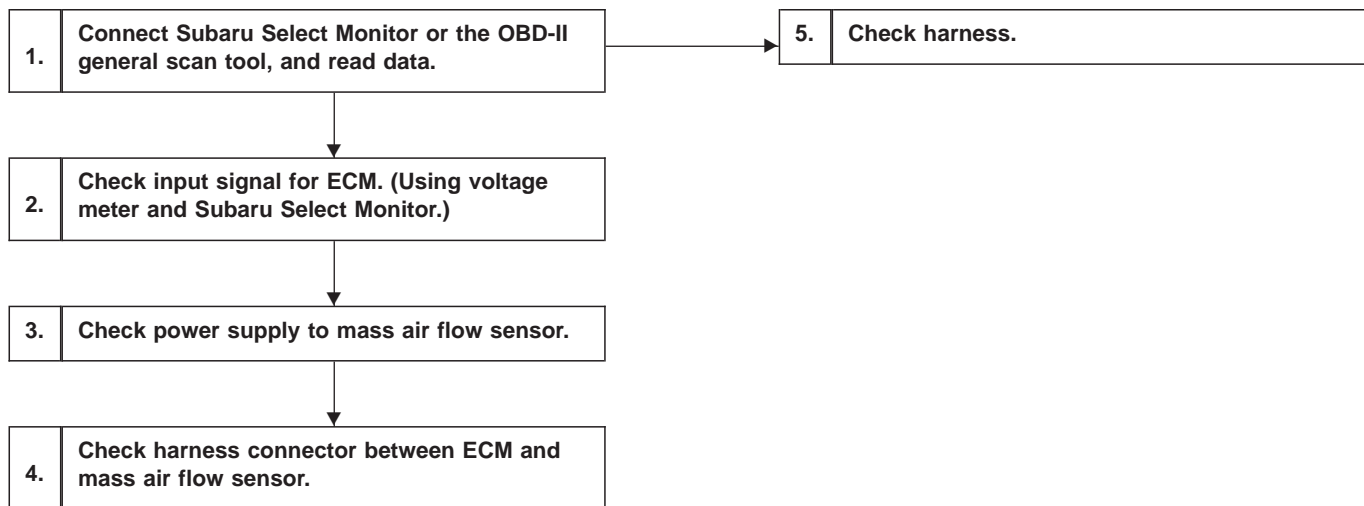 1. Connect Subaru Select Monitor or the OBD-II
general scan tool, and read data.
5. Check harness.
2. Check input signal for ECM. (Using voltage
meter and Subaru Select Monitor.)
3. Check power supply to mass air flow sensor.
4. Check harness connector between ECM and
mass air flow sensor.